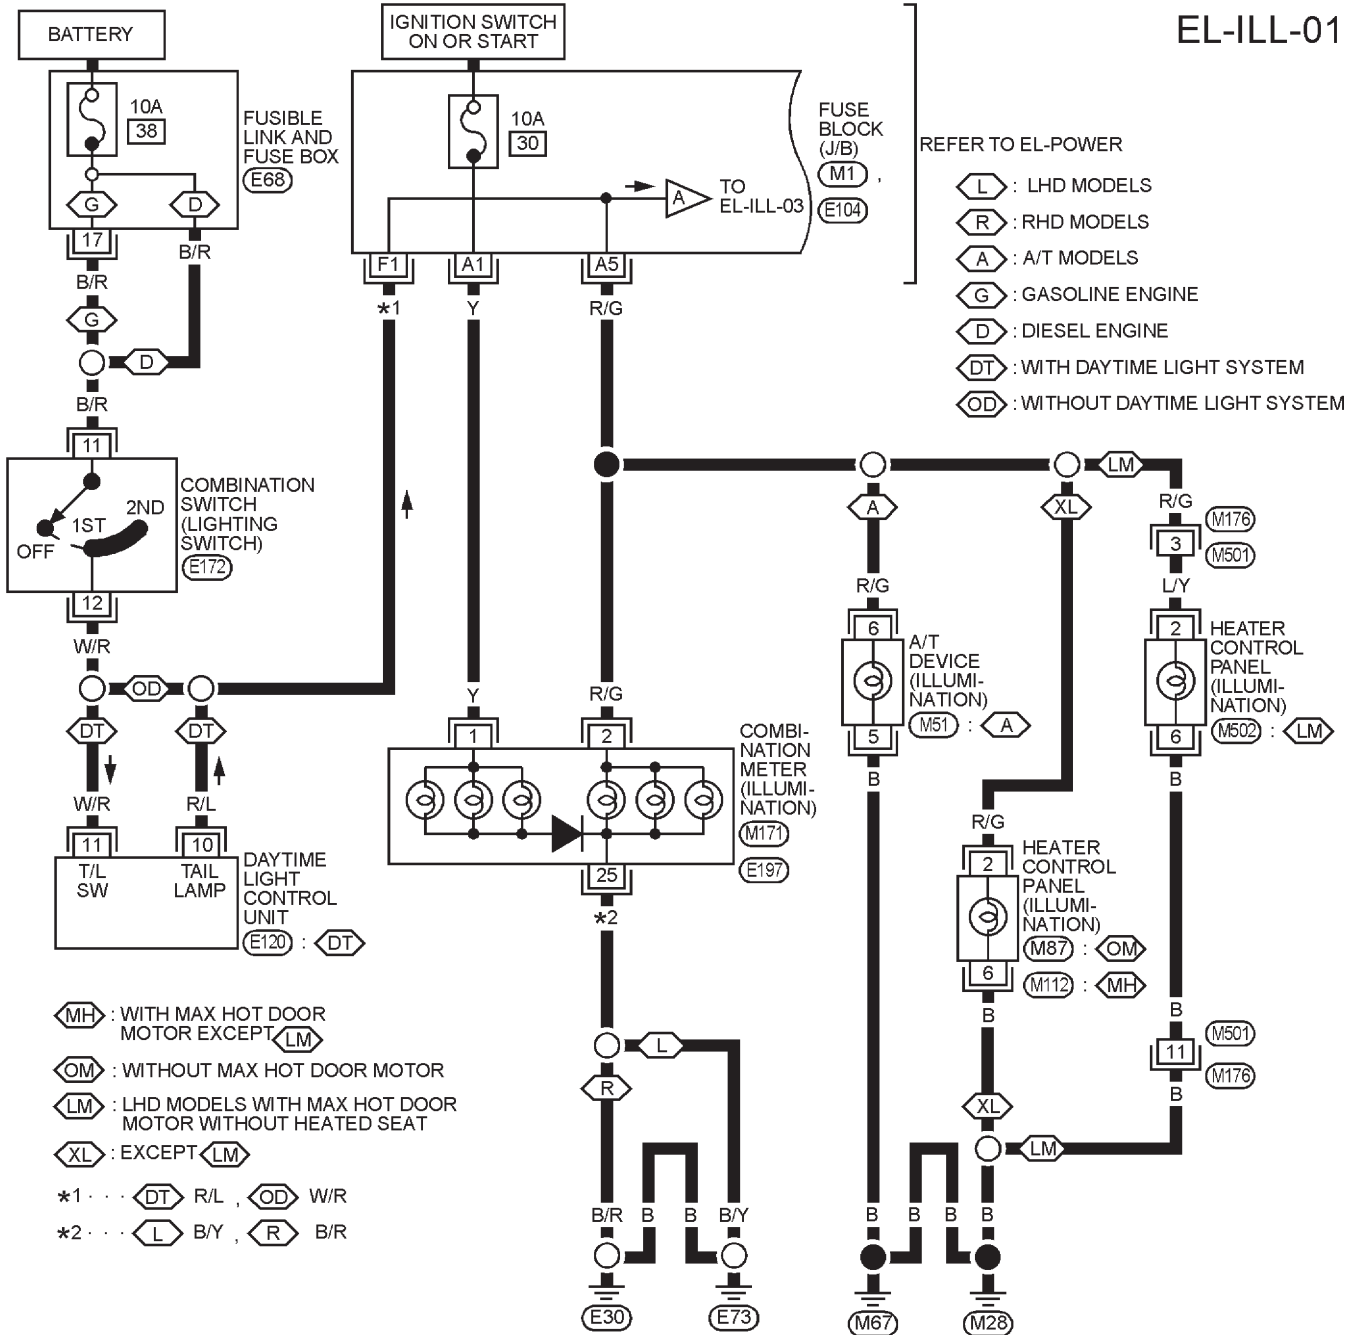 EL-ILL-01
BATTERY
IGNITION SWITCH
ON OR START
10A
38
FUSIBLE
LINK AND
FUSE BOX
E68
G
D
17
B/R
B/R
G
D
B/R
10A
30
FUSE
BLOCK
(J/B)
M1 ,
E104
A
TO
EL-ILL-03
F1
A1
A5
*1
Y
R/G
REFER TO EL-POWER
L : LHD MODELS
R : RHD MODELS
A : A/T MODELS
G : GASOLINE ENGINE
D : DIESEL ENGINE
DT : WITH DAYTIME LIGHT SYSTEM
OD : WITHOUT DAYTIME LIGHT SYSTEM
11
OFF
1ST
2ND
COMBINATION
SWITCH
(LIGHTING
SWITCH)
E172
12
W/R
OD
DT
DT
W/R
R/L
11
10
T/L
SW
TAIL
LAMP
DAYTIME
LIGHT
CONTROL
UNIT
E120 : DT
Y
R/G
1
2
COMBI-
NATION
METER
(ILLUMI-
NATION)
M171
E197
25
*2
L
R
B/R
B
B
B/Y
E30
E73
A
XL
LM
R/G
6
A/T
DEVICE
(ILLUMI-
NATION)
M51 : A
5
B
R/G
3
M176
M501
L/Y
2
HEATER
CONTROL
PANEL
(ILLUMI-
NATION)
M502 : LM
6
B
R/G
2
HEATER
CONTROL
PANEL
(ILLUMI-
NATION)
M87 : OM
M112 : MH
6
B
B
11
M501
M176
B
XL
LM
B
B
B
B
M67
M28
MH : WITH MAX HOT DOOR
MOTOR EXCEPT LM
OM : WITHOUT MAX HOT DOOR MOTOR
LM : LHD MODELS WITH MAX HOT DOOR
MOTOR WITHOUT HEATED SEAT
XL : EXCEPT LM
*1 · · · DT R/L , OD W/R
*2 · · · L B/Y , R B/R